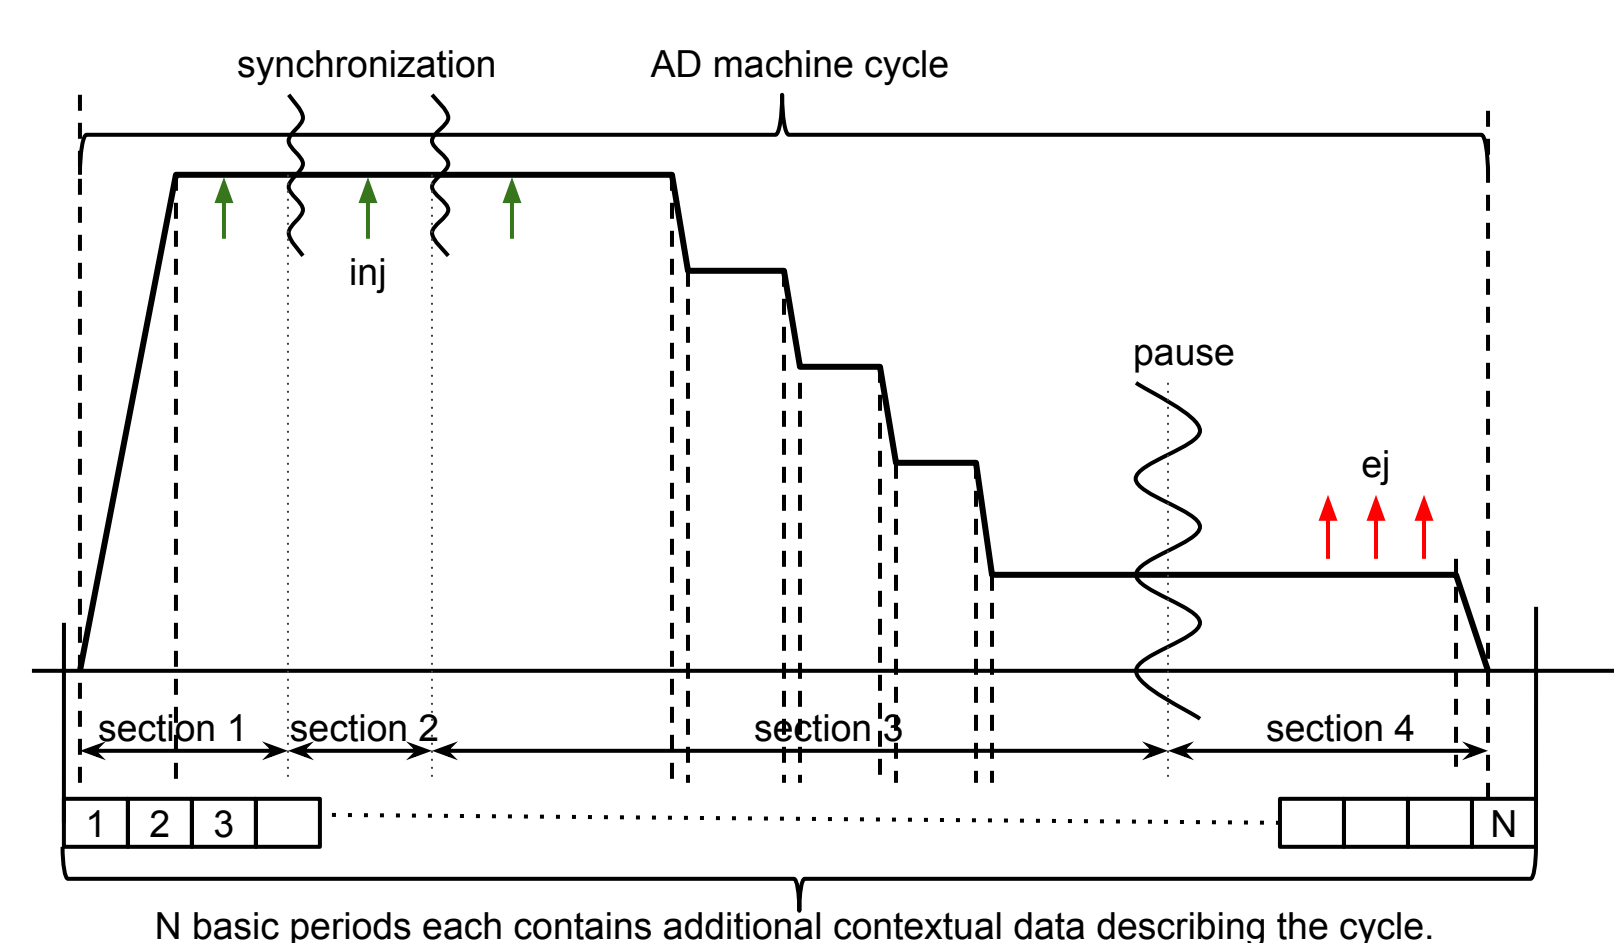 synchronization
AD machine cycle
inj
pause
ej
section 1
section 2
section 3
section 4
1 2 3
N
N basic periods each contains additional contextual data describing the cycle.